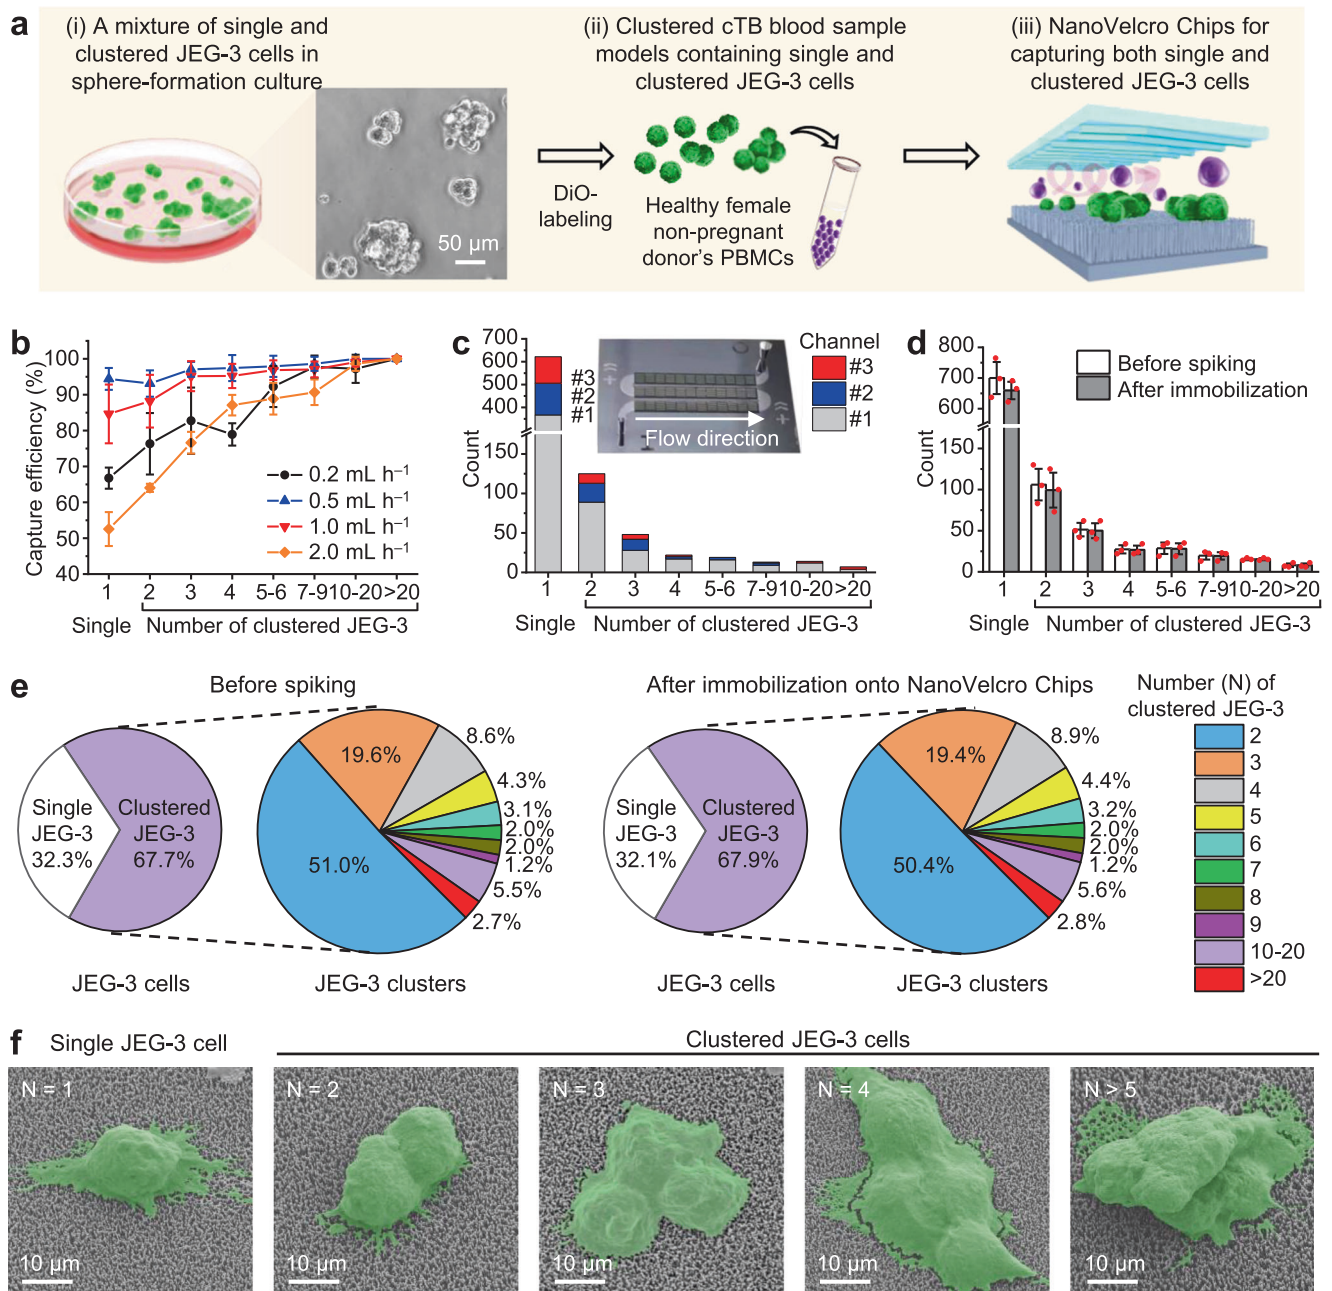 a
(i) A mixture of single and
clustered JEG-3 cells in
sphere-formation culture
50 µm
DiO-
labeling
(ii) Clustered cTB blood sample
models containing single and
clustered JEG-3 cells
Healthy female
non-pregnant
donor's PBMCs
(iii) NanoVelcro Chips for
capturing both single and
clustered JEG-3 cells
b
Capture efficiency (%)
100
90
80
70
60
50
40
0.2 mL h⁻¹
0.5 mL h⁻¹
1.0 mL h⁻¹
2.0 mL h⁻¹
1 2 3 4 5-6 7-9 10-20 >20
Single Number of clustered JEG-3
c
Count
700
600
500
400
150
100
50
0
#3
#2
#1
Flow direction
Channel
#3
#2
#1
1 2 3 4 5-6 7-9 10-20 >20
Single Number of clustered JEG-3
d
Count
800
700
600
100
50
0
Before spiking
After immobilization
1 2 3 4 5-6 7-9 10-20 >20
Single Number of clustered JEG-3
e
Before spiking
Single
JEG-3
32.3%
Clustered
JEG-3
67.7%
JEG-3 cells
19.6%
8.6%
4.3%
3.1%
2.0%
2.0%
1.2%
5.5%
2.7%
51.0%
JEG-3 clusters
After immobilization onto NanoVelcro Chips
Single
JEG-3
32.1%
Clustered
JEG-3
67.9%
JEG-3 cells
19.4%
8.9%
4.4%
3.2%
2.0%
2.0%
1.2%
5.6%
2.8%
50.4%
JEG-3 clusters
Number (N) of
clustered JEG-3
2
3
4
5
6
7
8
9
10-20
>20
f
Single JEG-3 cell
Clustered JEG-3 cells
N = 1
10 µm
N = 2
10 µm
N = 3
10 µm
N = 4
10 µm
N > 5
10 µm